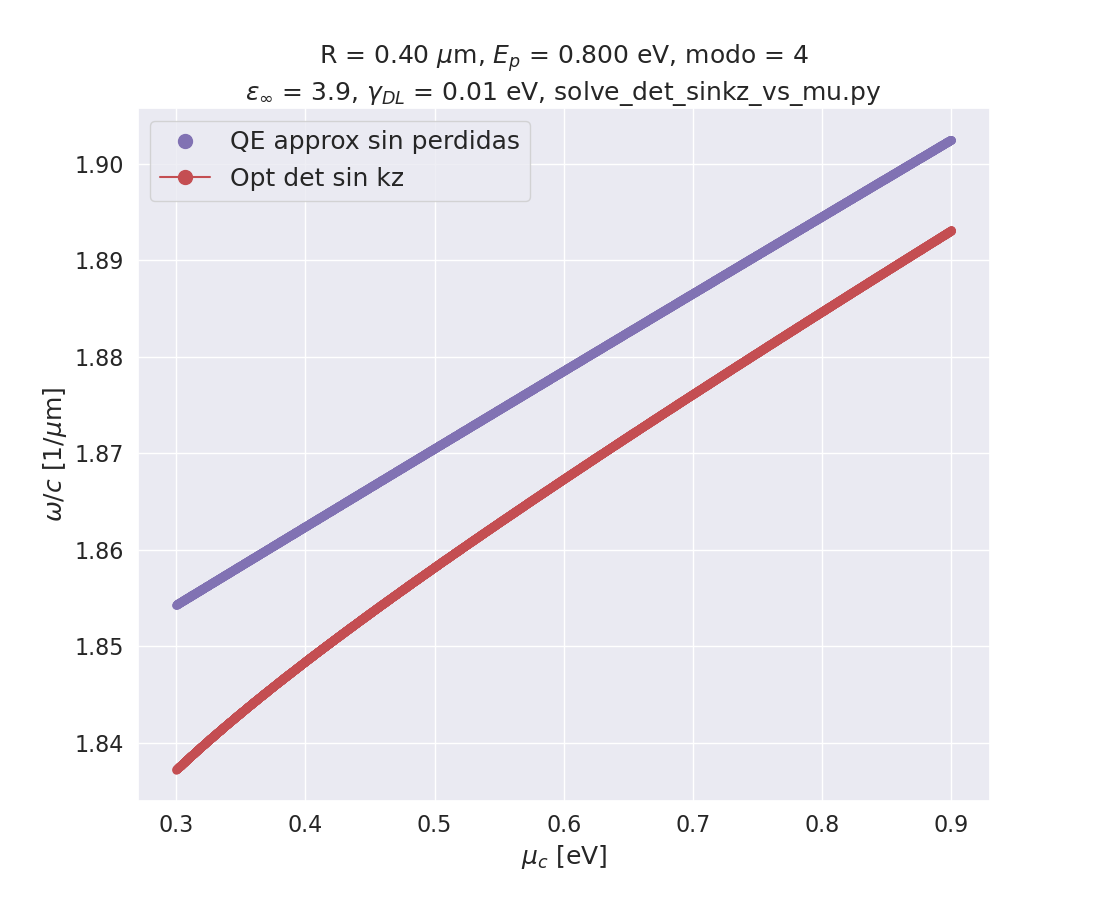 R = 0.40 μm, E_p = 0.800 eV, modo = 4
ε_∞ = 3.9, γ_DL = 0.01 eV, solve_det_sinkz_vs_mu.py
QE approx sin perdidas
Opt det sin kz
1.90
1.89
1.88
1.87
1.86
1.85
1.84
ω/c [1/μm]
0.3 0.4 0.5 0.6 0.7 0.8 0.9
μ_c [eV]